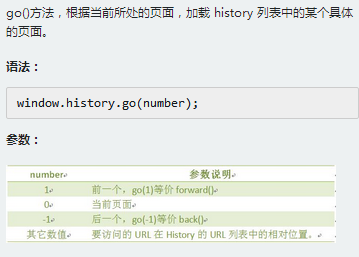 go()方法，根据当前所处的页面，加载 history 列表中的某个具体
的页面。
语法：
window.history.go(number);
参数：
number 参数说明
1 前一个，go(1)等价 forward()
0 当前页面
-1 后一个，go(-1)等价 back()
其它数值 要访问的 URL 在 History 的 URL 列表中的相对位置。